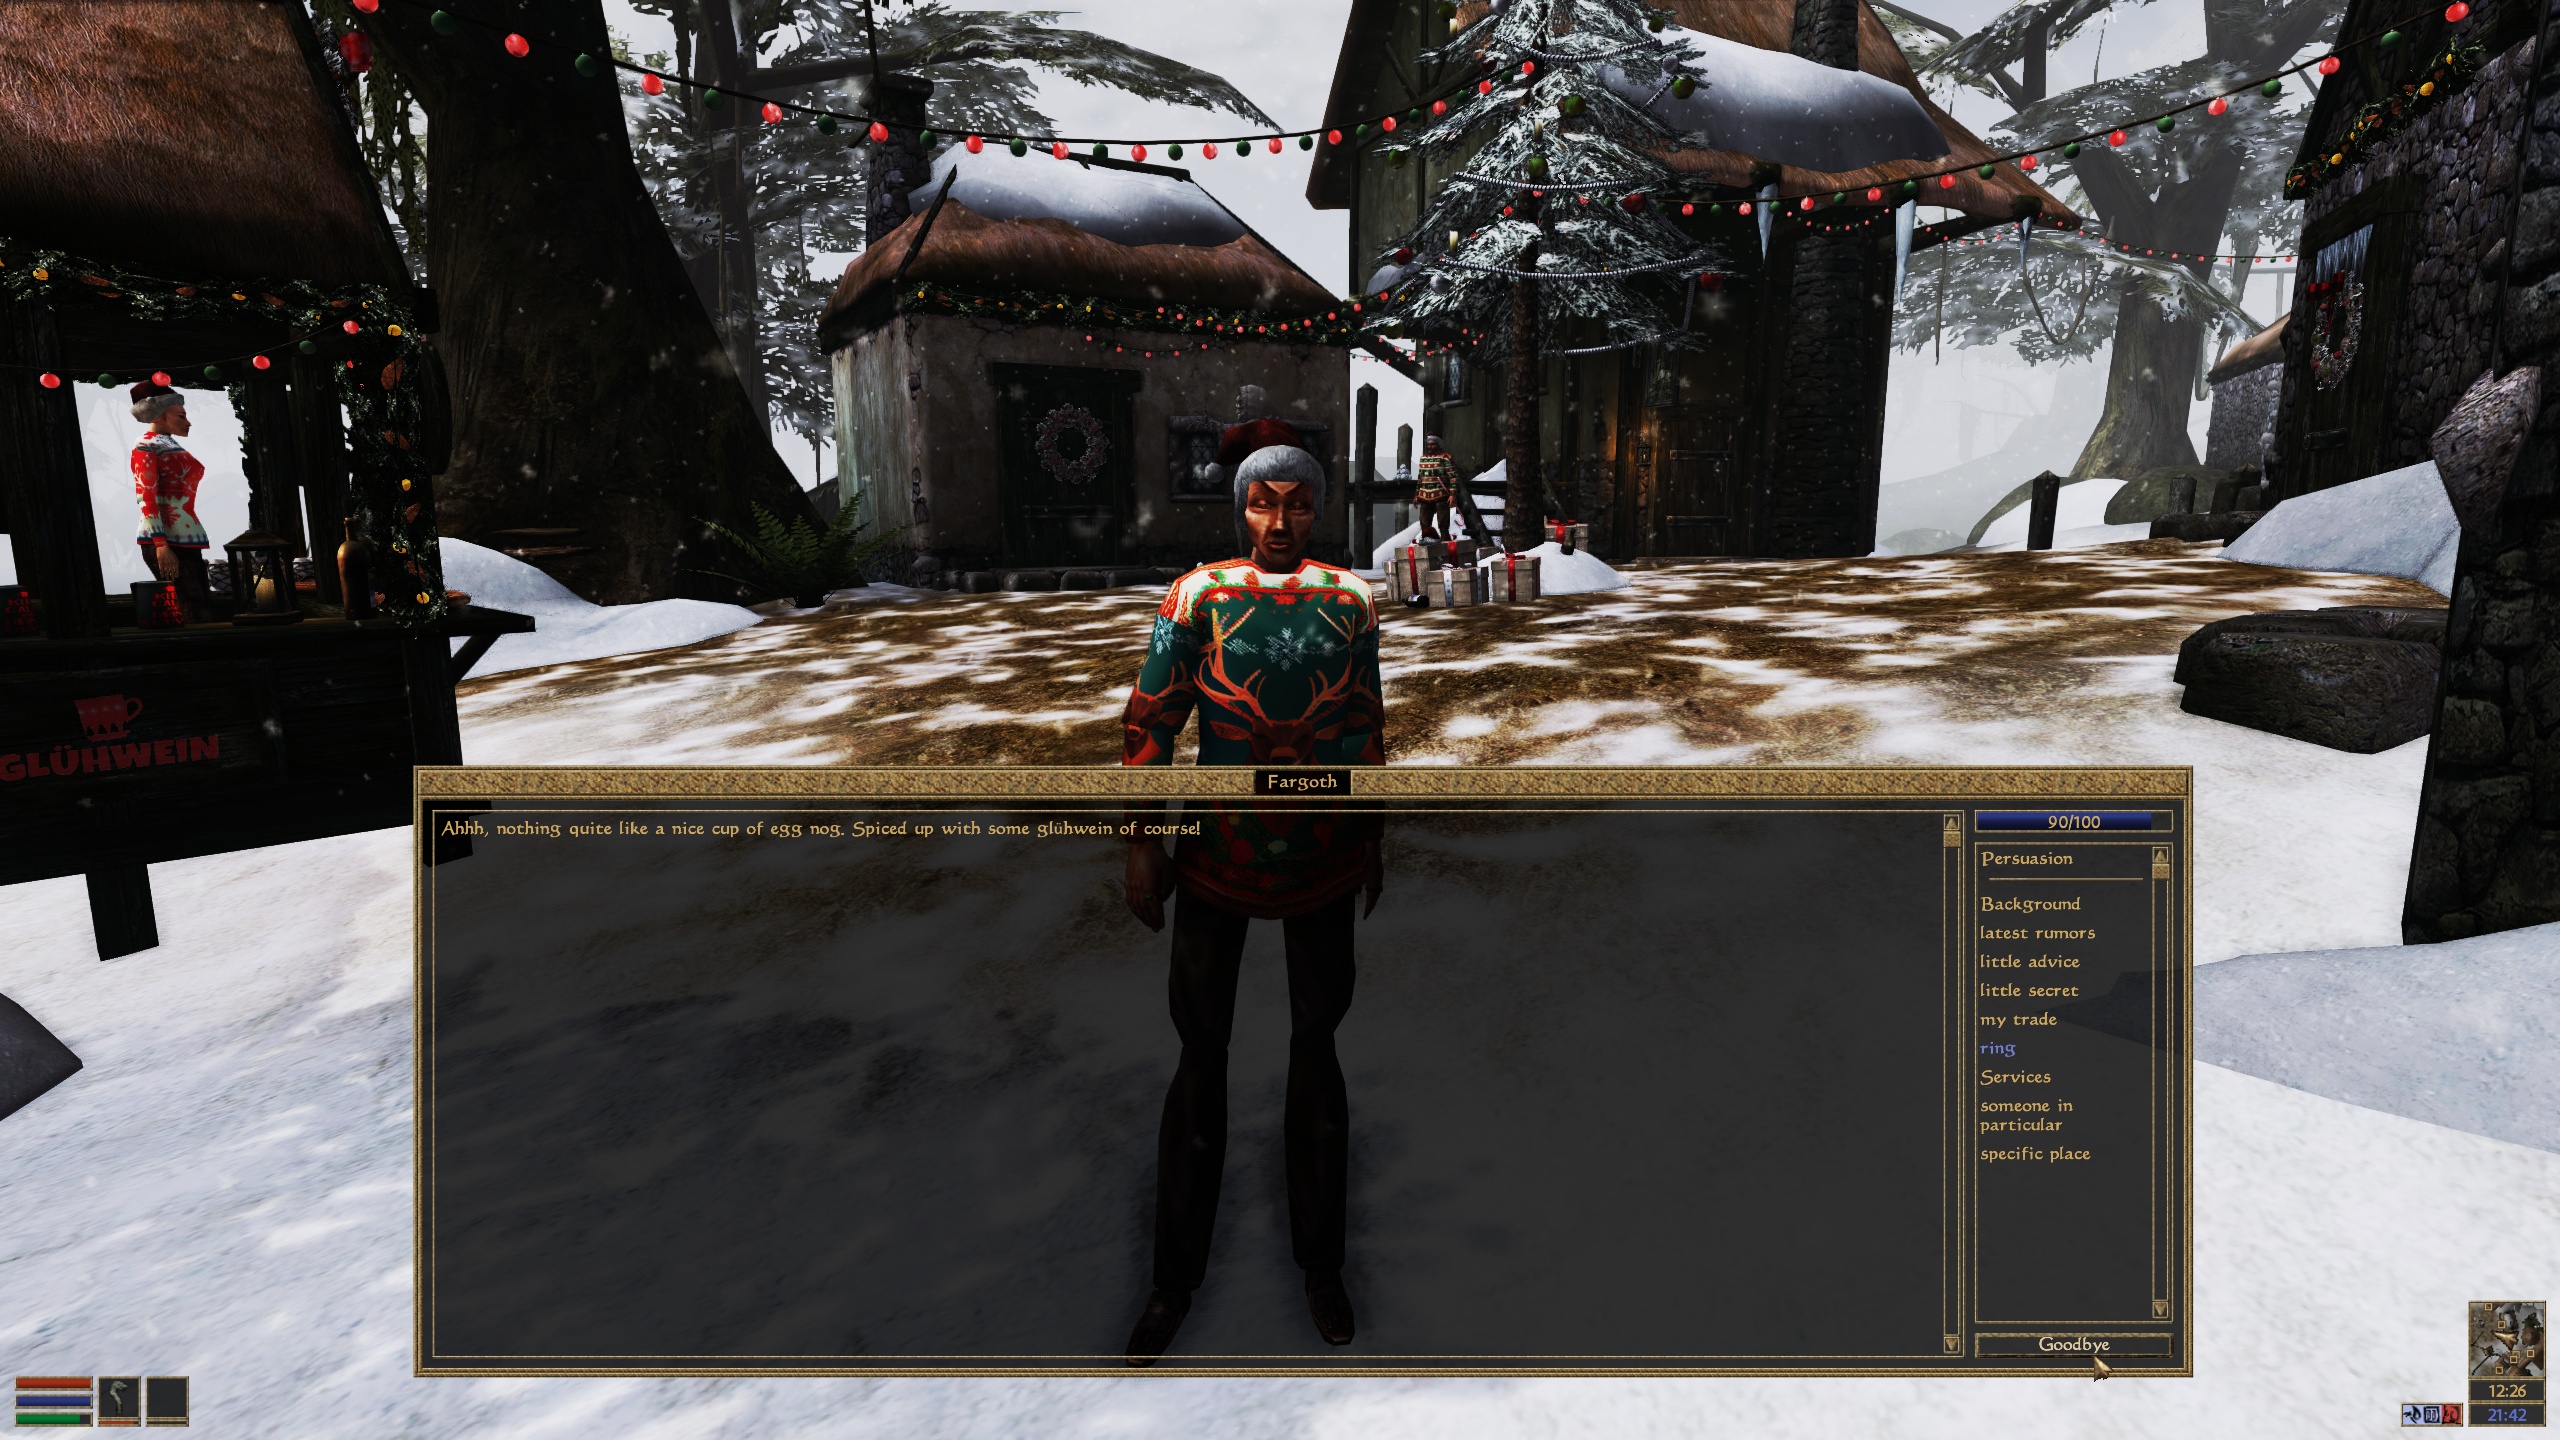 GLÜHWEIN
Fargoth
Ahhh, nothing quite like a nice cup of egg nog. Spiced up with some glühwein of course!
90/100
Persuasion
Background
latest rumors
little advice
little secret
my trade
ring
Services
someone in
particular
specific place
Goodbye
12:26
21:42